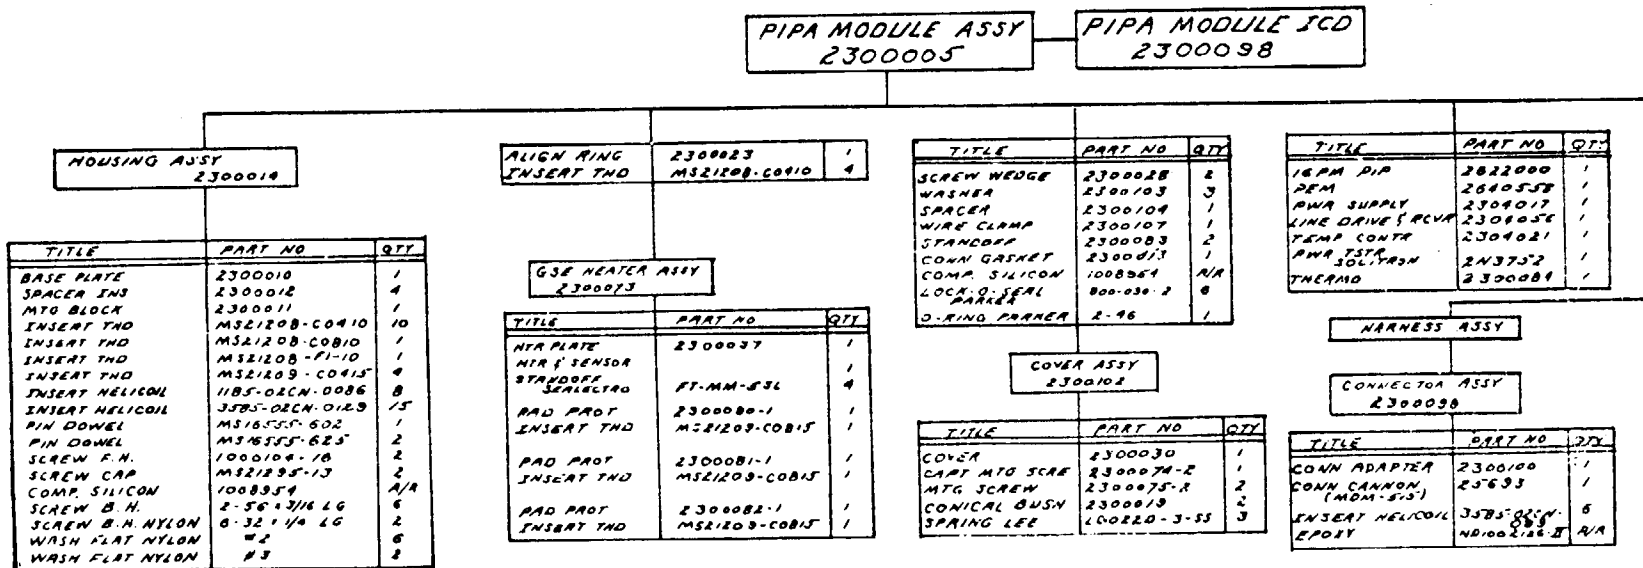 PIPA MODULE ASSY
2300005
PIPA MODULE ICD
2300098
HOUSING ASSY
2300014
TITLE PART NO QTY
BASE PLATE 2300010 1
SPACER INS 2300012 4
MTG BLOCK 2300011 1
INSERT THD MS21208-C0410 10
INSERT THD MS21208-C0810 1
INSERT THD MS21208-F1-10 1
INSERT THD MS21209-C0415 4
INSERT HELICOIL 1185-02CN-0086 8
INSERT HELICOIL 3585-02CN-0129 15
PIN DOWEL MS16555-602 1
PIN DOWEL MS16555-625 2
SCREW F.H. 1000104-18 2
SCREW CAP MS21295-13 2
COMP. SILICON 1008954 A/R
SCREW B.H. 2-56 x 3/16 LG 6
SCREW B.H. NYLON 8-32 x 1/4 LG 2
WASH FLAT NYLON #2 6
WASH FLAT NYLON #3 2
ALIGN RING 2300023 1
INSERT THD MS21208-C0410 4
GSE HEATER ASSY
2300073
TITLE PART NO QTY
HTR PLATE 2300037 1
HTR & SENSOR 1
STANDOFF
SEALECTRO FT-MM-53L 4
PAD PROT 2300080-1 1
INSERT THD MS21209-C0815 1
PAD PROT 2300081-1 1
INSERT THD MS21209-C0815 1
PAD PROT 2300082-1 1
INSERT THD MS21209-C0815 1
TITLE PART NO QTY
SCREW WEDGE 2300028 2
WASHER 2300103 3
SPACER 2300104 1
WIRE CLAMP 2300107 1
STANDOFF 2300083 2
CONN GASKET 2300013 1
COMP. SILICON 1008954 A/R
LOCK-O-SEAL 800-030-2 6
PARKER
O-RING PARKER 2-46 1
COVER ASSY
2300102
TITLE PART NO QTY
COVER 2300030 1
CAPT MTG SCRE 2300074-2 1
MTG SCREW 2300075-2 2
CONICAL BUSH 2300019 2
SPRING LEE LC022D-3-SS 3
TITLE PART NO QTY
16PM PIP 2822000 1
PEM 2640558 1
PWR SUPPLY 2304017 1
LINE DRIVE & RCVR 2304056 1
TEMP CONTR 2304021 1
PWR TSTR
SOLITRON 2N3752 1
THERMO 2300084 1
HARNESS ASSY
CONNECTOR ASSY
2300098
TITLE PART NO QTY
CONN ADAPTER 2300100 1
CONN CANNON 25693 1
(MDM-5,5)
INSERT HELICOIL 3585-02CN- 6
EPOXY A/R